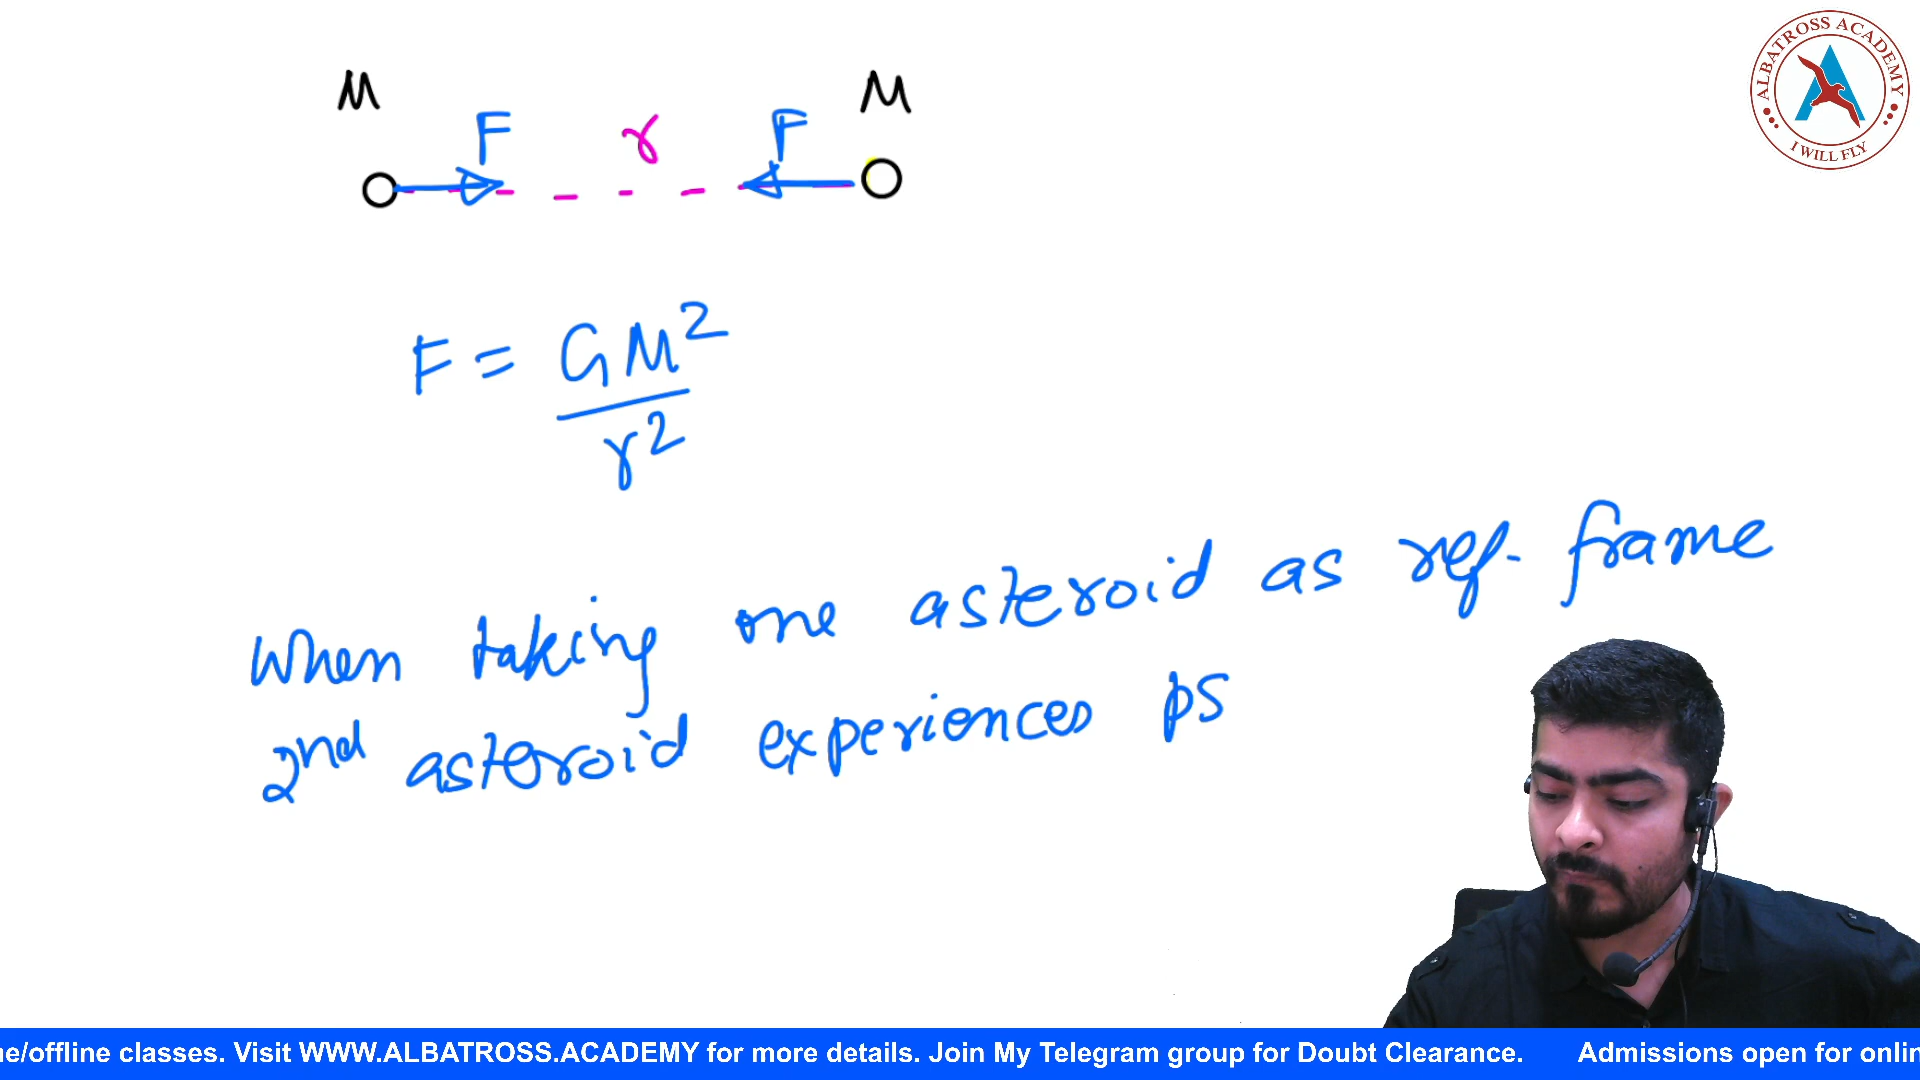 M M
F r F
F = GM²
r²
When taking one asteroid as ref. frame
2nd asteroid experiences ps
ALBATROSS ACADEMY
I WILL FLY
ne/offline classes. Visit WWW.ALBATROSS.ACADEMY for more details. Join My Telegram group for Doubt Clearance. Admissions open for onlin